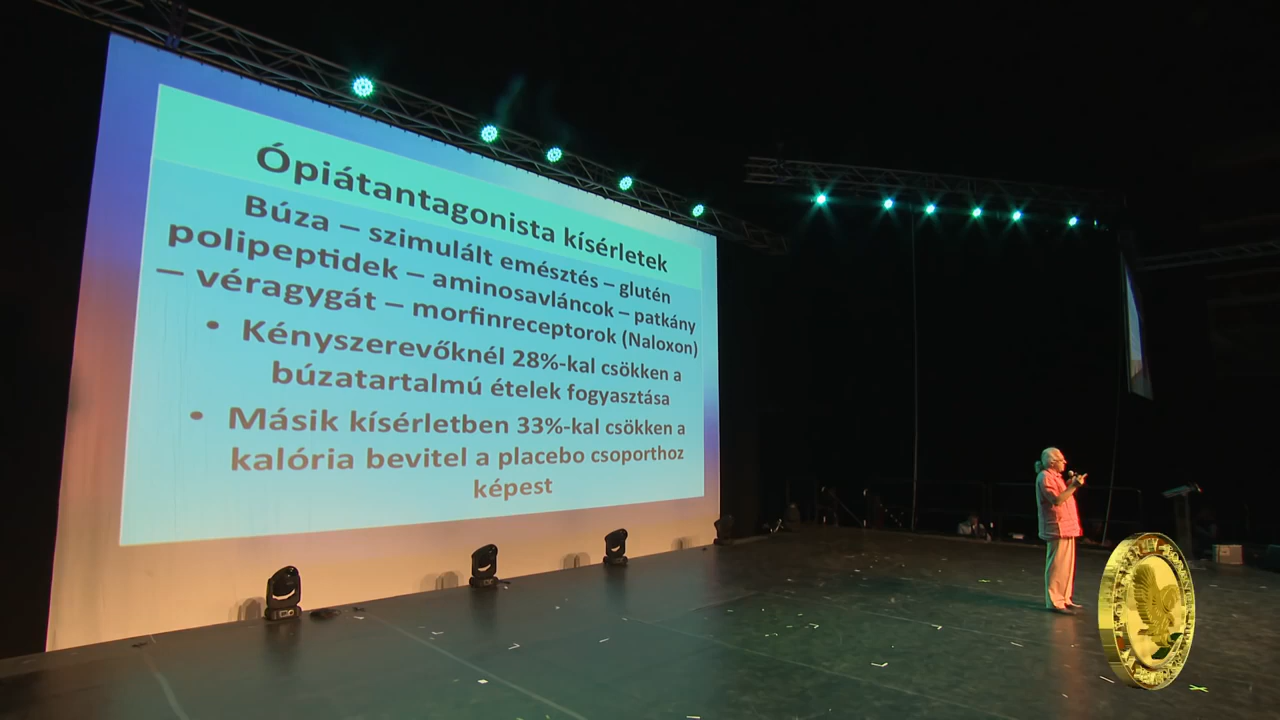 Ópiátantagonista kísérletek
Búza – szimulált emésztés – glutén
polipeptidek – aminosavláncok – patkány
– véragygát – morfinreceptorok (Naloxon)
• Kényszerevőknél 28%-kal csökken a
búzatartalmú ételek fogyasztása
• Másik kísérletben 33%-kal csökken a
kalória bevitel a placebo csoporthoz
képest